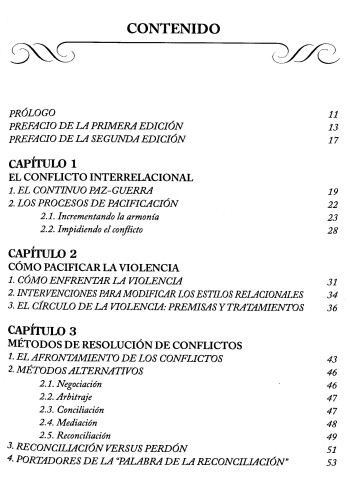 CONTENIDO
PRÓLOGO 11
PREFACIO DE LA PRIMERA EDICIÓN 13
PREFACIO DE LA SEGUNDA EDICIÓN 17
CAPÍTULO 1
EL CONFLICTO INTERRELACIONAL
1. EL CONTINUO PAZ-GUERRA 19
2. LOS PROCESOS DE PACIFICACIÓN 22
2.1. Incrementando la armonía 23
2.2. Impidiendo el conflicto 28
CAPÍTULO 2
CÓMO PACIFICAR LA VIOLENCIA
1. CÓMO ENFRENTAR LA VIOLENCIA 31
2. INTERVENCIONES PARA MODIFICAR LOS ESTILOS RELACIONALES 34
3. EL CÍRCULO DE LA VIOLENCIA: PREMISAS Y TRATAMIENTOS 36
CAPÍTULO 3
MÉTODOS DE RESOLUCIÓN DE CONFLICTOS
1. EL AFRONTAMIENTO DE LOS CONFLICTOS 43
2. MÉTODOS ALTERNATIVOS 46
2.1. Negociación 46
2.2. Arbitraje 47
2.3. Conciliación 47
2.4. Mediación 48
2.5. Reconciliación 49
3. RECONCILIACIÓN VERSUS PERDÓN 51
4. PORTADORES DE LA "PALABRA DE LA RECONCILIACIÓN" 53